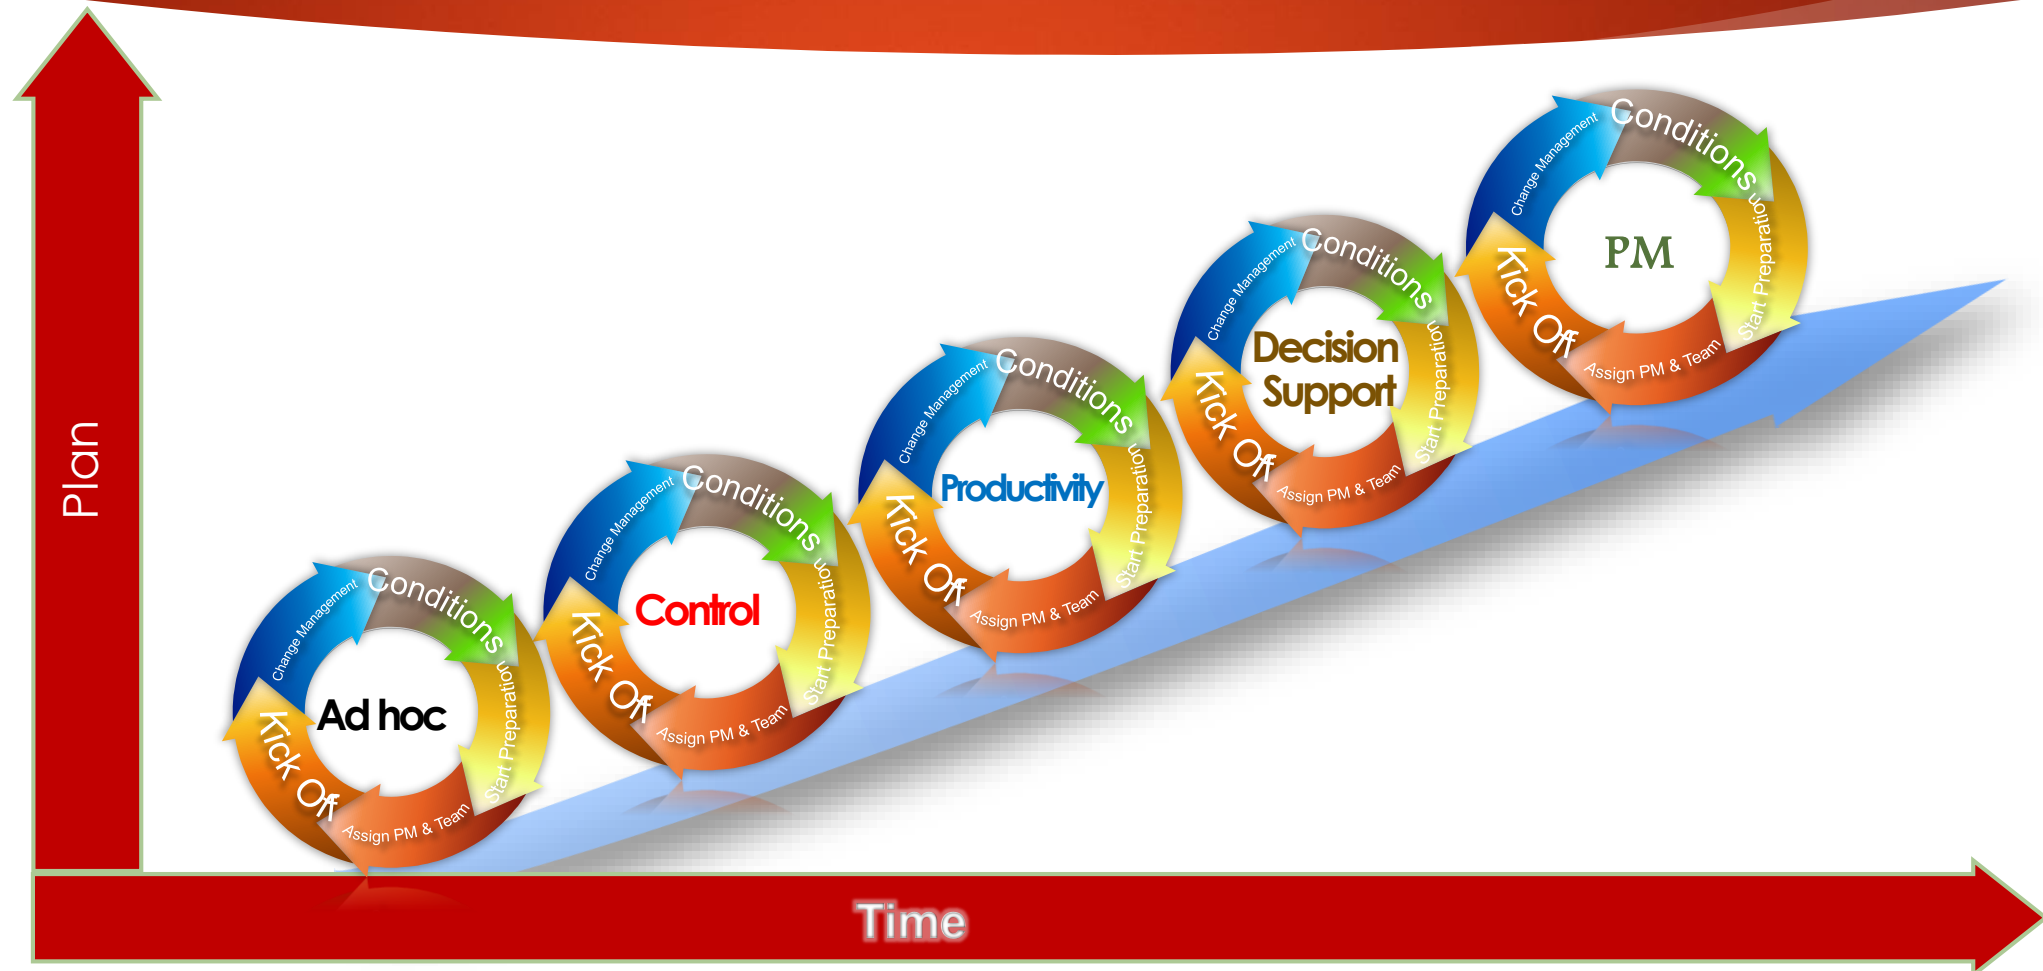 Plan
Change Management
Conditions
Start Preparation
Assign PM & Team
Kick Off
Ad hoc
Change Management
Conditions
Start Preparation
Assign PM & Team
Kick Off
Control
Change Management
Conditions
Start Preparation
Assign PM & Team
Kick Off
Productivity
Change Management
Conditions
Start Preparation
Assign PM & Team
Kick Off
Decision
Support
Change Management
Conditions
Start Preparation
Assign PM & Team
Kick Off
PM
Time